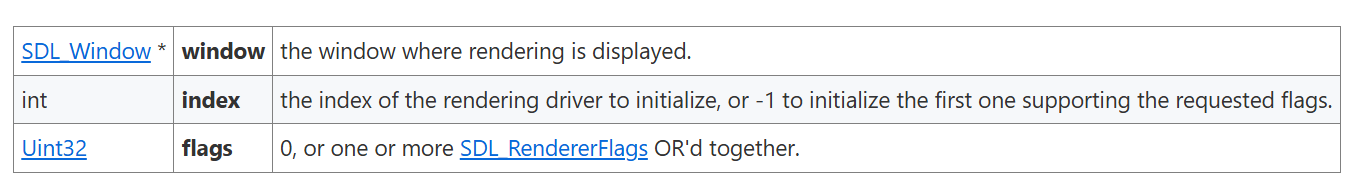 SDL_Window * window the window where rendering is displayed.
int index the index of the rendering driver to initialize, or -1 to initialize the first one supporting the requested flags.
Uint32 flags 0, or one or more SDL_RendererFlags OR'd together.